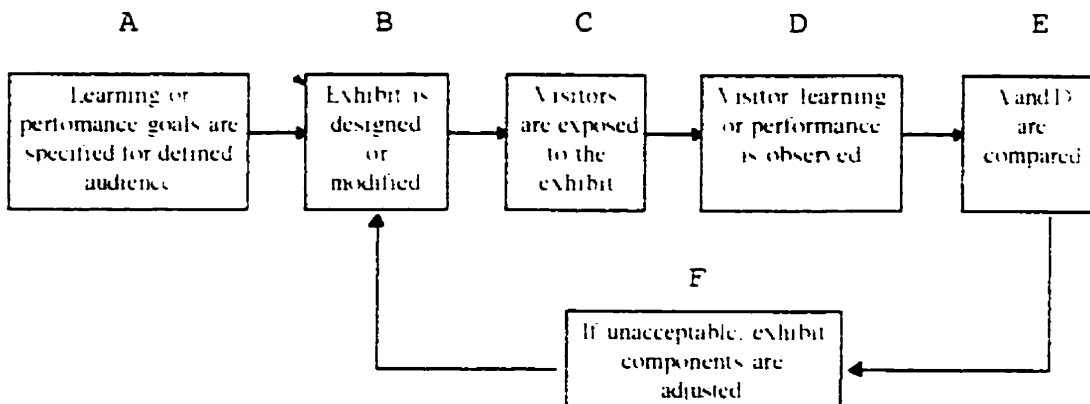 A B C D E
Learning or
perfomance goals are
specified for defined
audience
Exhibit is
designed
or
modified
Visitors
are exposed
to the
exhibit
Visitor learning
or performance
is observed
A and D
are
compared
F
If unacceptable, exhibit
components are
adjusted